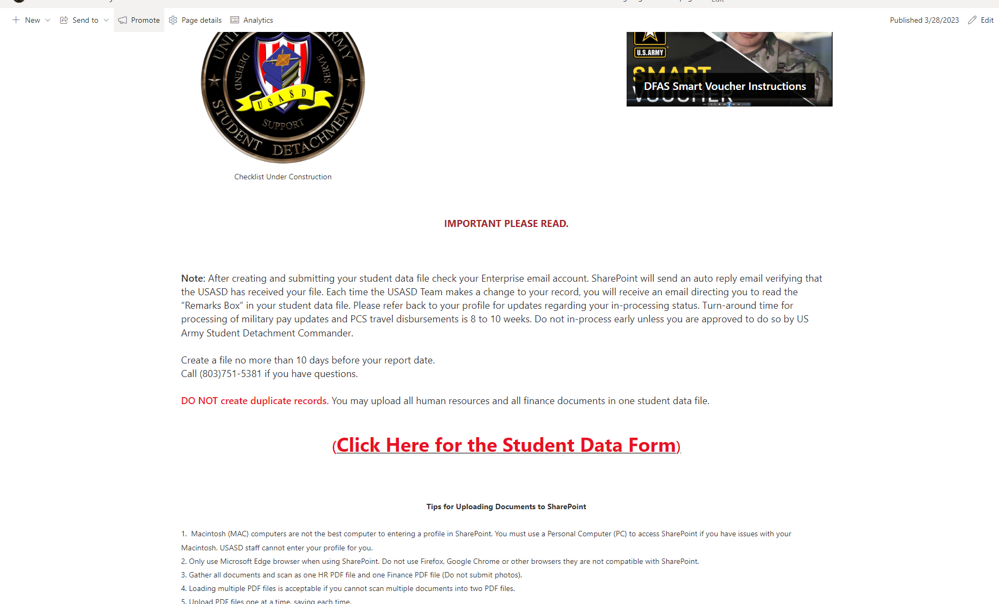 New
Send to
Promote
Page details
Analytics
Published 3/28/2023
Edit
ARMY
DEFEND
SERVE
USASD
SUPPORT
STUDENT DETACHMENT
U.S.ARMY
SMART
VOUCHER
DFAS Smart Voucher Instructions
Checklist Under Construction
IMPORTANT PLEASE READ.
Note: After creating and submitting your student data file check your Enterprise email account. SharePoint will send an auto reply email verifying that
the USASD has received your file. Each time the USASD Team makes a change to your record, you will receive an email directing you to read the
“Remarks Box” in your student data file. Please refer back to your profile for updates regarding your in-processing status. Turn-around time for
processing of military pay updates and PCS travel disbursements is 8 to 10 weeks. Do not in-process early unless you are approved to do so by US
Army Student Detachment Commander.
Create a file no more than 10 days before your report date.
Call (803)751-5381 if you have questions.
DO NOT create duplicate records. You may upload all human resources and all finance documents in one student data file.
(Click Here for the Student Data Form)
Tips for Uploading Documents to SharePoint
1. Macintosh (MAC) computers are not the best computer to entering a profile in SharePoint. You must use a Personal Computer (PC) to access SharePoint if you have issues with your
Macintosh. USASD staff cannot enter your profile for you.
2. Only use Microsoft Edge browser when using SharePoint. Do not use Firefox, Google Chrome or other browsers they are not compatible with SharePoint.
3. Gather all documents and scan as one HR PDF file and one Finance PDF file (Do not submit photos).
4. Loading multiple PDF files is acceptable if you cannot scan multiple documents into two PDF files.
5. Upload PDF files one at a time, saving each time.